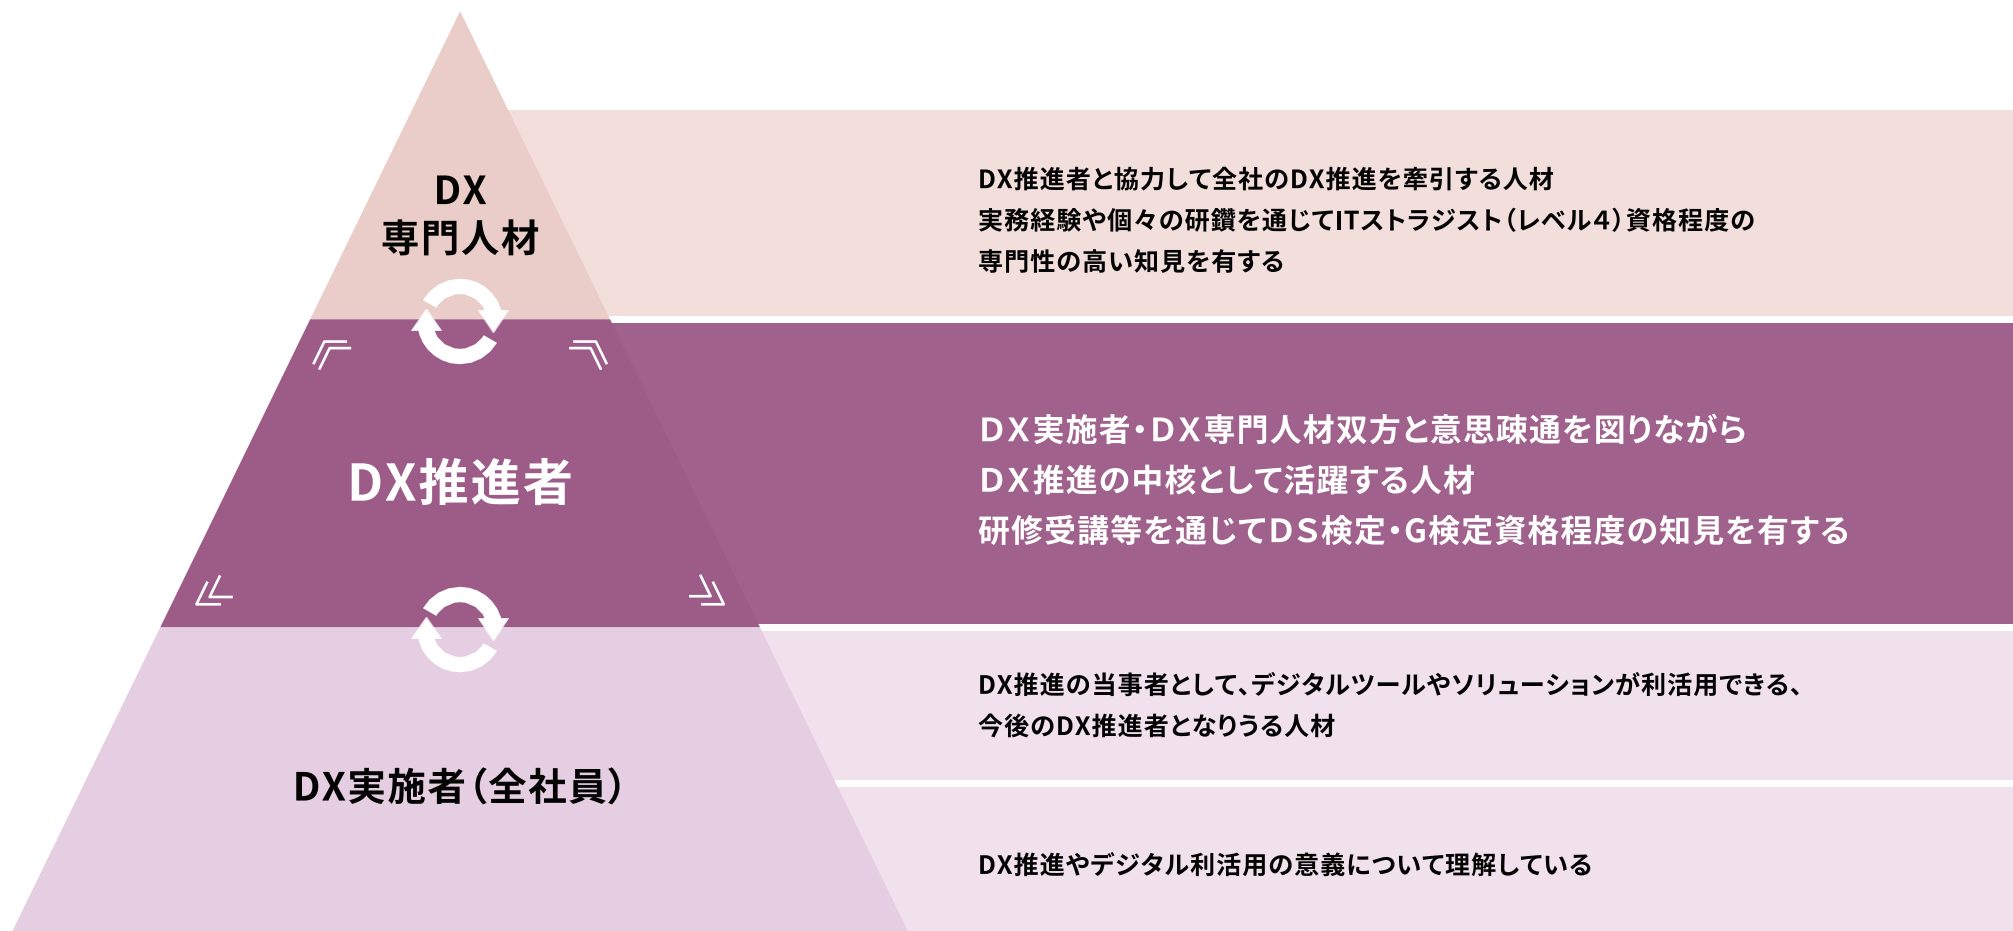 DX
専門人材
DX推進者と協力して全社のDX推進を牽引する人材
実務経験や個々の研鑽を通じてITストラジスト（レベル4）資格程度の
専門性の高い知見を有する
DX推進者
DX実施者・DX専門人材双方と意思疎通を図りながら
DX推進の中核として活躍する人材
研修受講等を通じてDS検定・G検定資格程度の知見を有する
DX実施者（全社員）
DX推進の当事者として、デジタルツールやソリューションが利活用できる、
今後のDX推進者となりうる人材
DX推進やデジタル利活用の意義について理解している